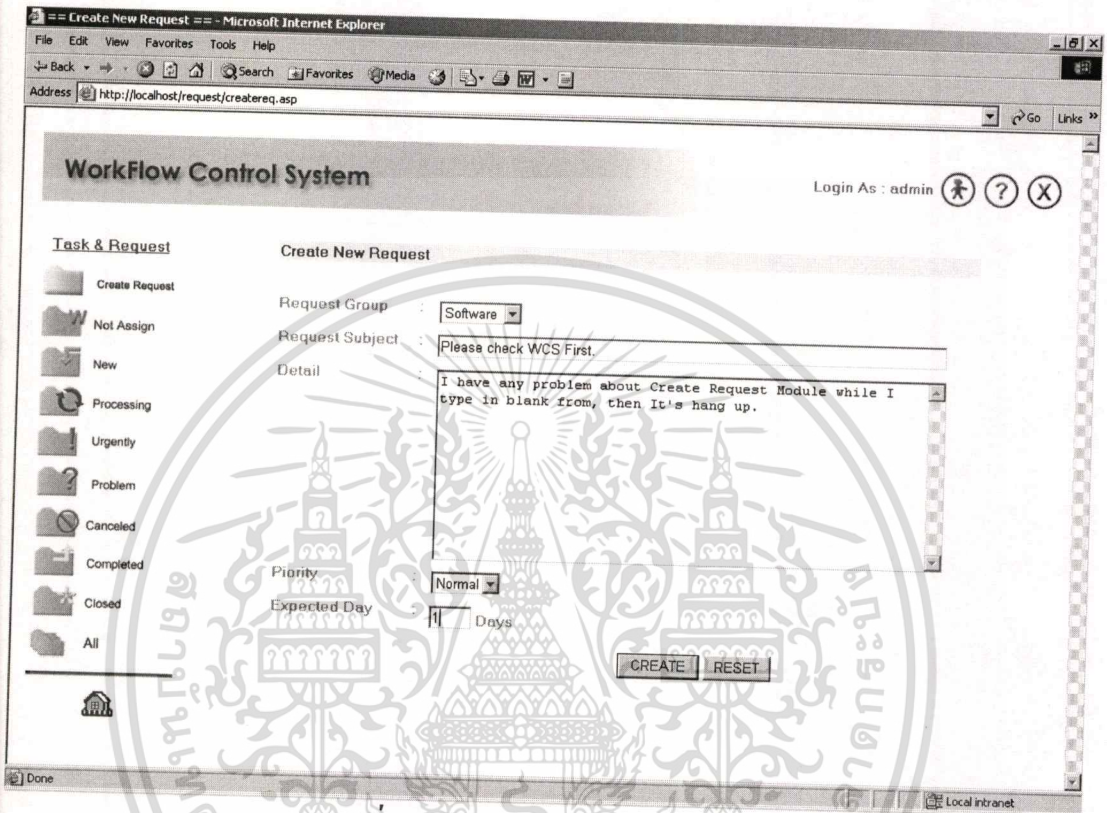 == Create New Request == - Microsoft Internet Explorer
File Edit View Favorites Tools Help
Back Search Favorites Media
Address http://localhost/request/createreq.asp Go Links »
WorkFlow Control System
Login As : admin
Task & Request
Create Request
Not Assign
New
Processing
Urgently
Problem
Canceled
Completed
Closed
All
Create New Request
Request Group : Software
Request Subject : Please check WCS First.
Detail : I have any problem about Create Request Module while I
type in blank from, then It's hang up.
Piority : Normal
Expected Day : 1 Days
CREATE RESET
Done Local intranet